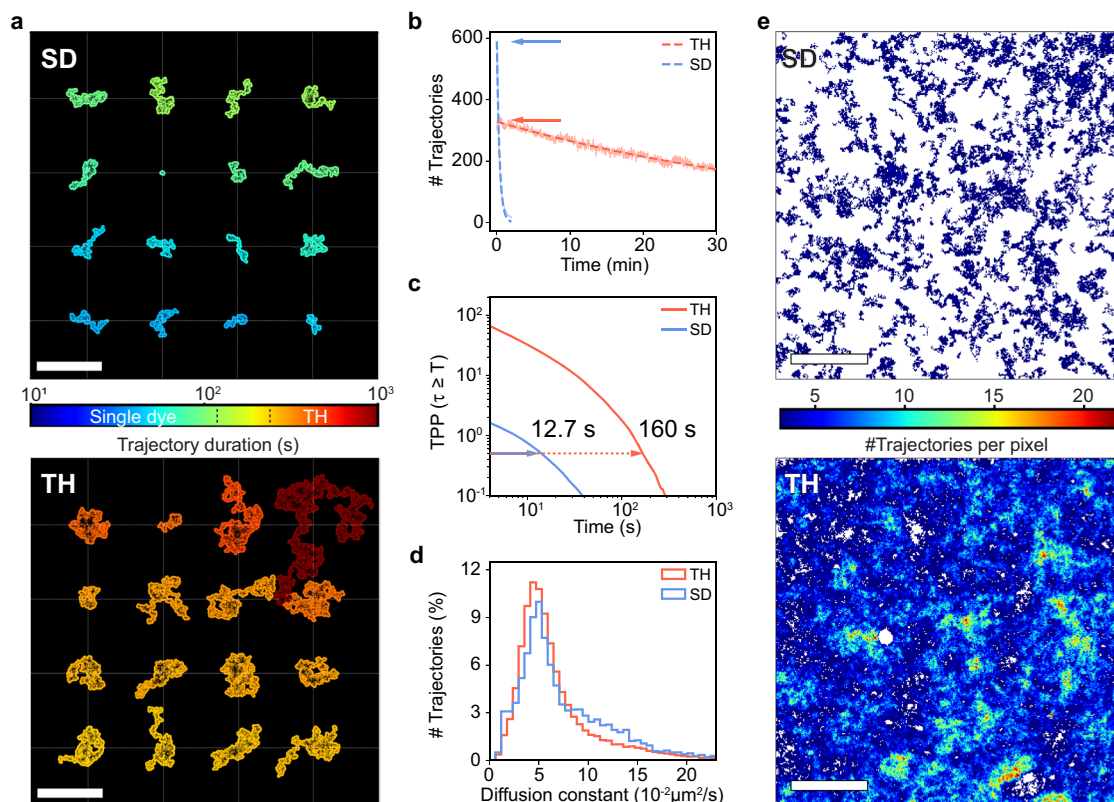 a
SD
10¹ 10² 10³
Single dye TH
Trajectory duration (s)
TH
b
600
400
200
0
# Trajectories
TH
SD
0 10 20 30
Time (min)
c
10²
10¹
10⁰
10⁻¹
TPP (τ ≥ T)
TH
SD
12.7 s 160 s
10¹ 10² 10³
Time (s)
d
12
9
6
3
0
# Trajectories (%)
TH
SD
0 5 10 15 20
Diffusion constant (10⁻²µm²/s)
e
SD
5 10 15 20
#Trajectories per pixel
TH